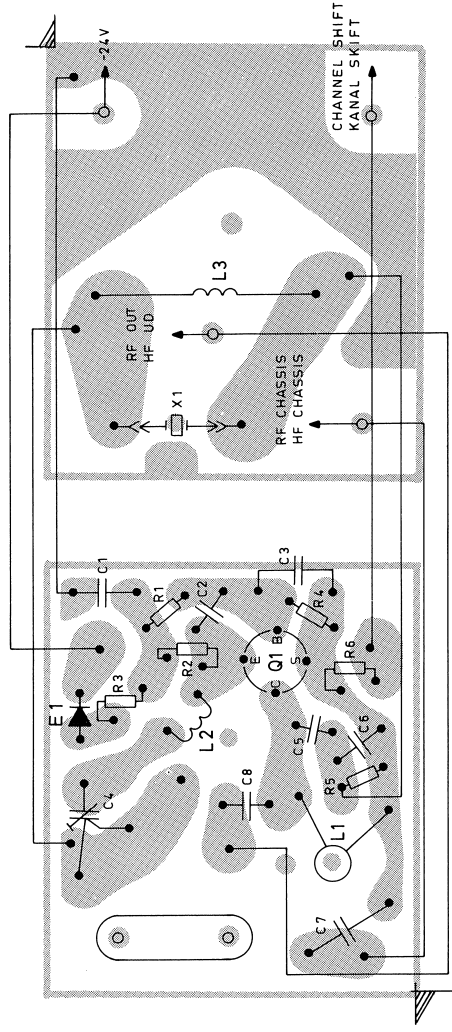 -24V
CHANNEL SHIFT
KANAL SKIFT
L3
RF OUT
HF UD
X1
RF CHASSIS
HF CHASSIS
C1
R1
C2
C3
R4
R2
E
B
Q1
C
S
R6
E1
R3
L2
C5
C6
R5
C4
C8
L1
C7